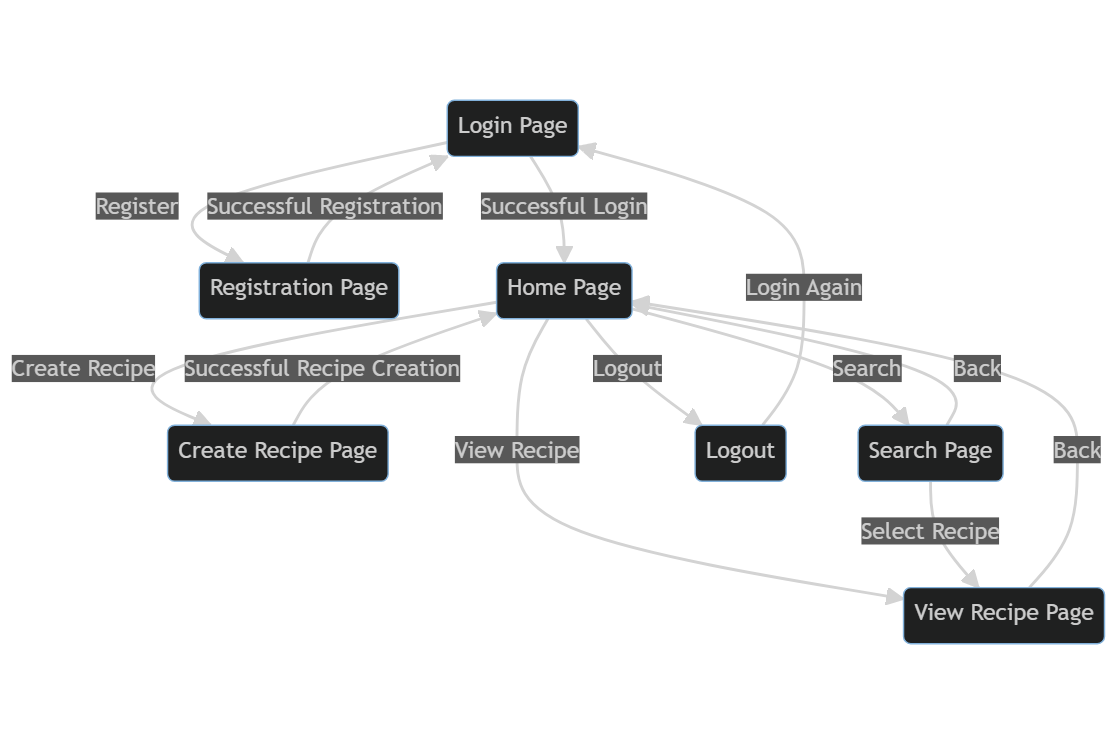 Login Page
Register
Successful Registration
Successful Login
Registration Page
Home Page
Login Again
Create Recipe
Successful Recipe Creation
Logout
Search
Back
Create Recipe Page
View Recipe
Logout
Search Page
Back
Select Recipe
View Recipe Page